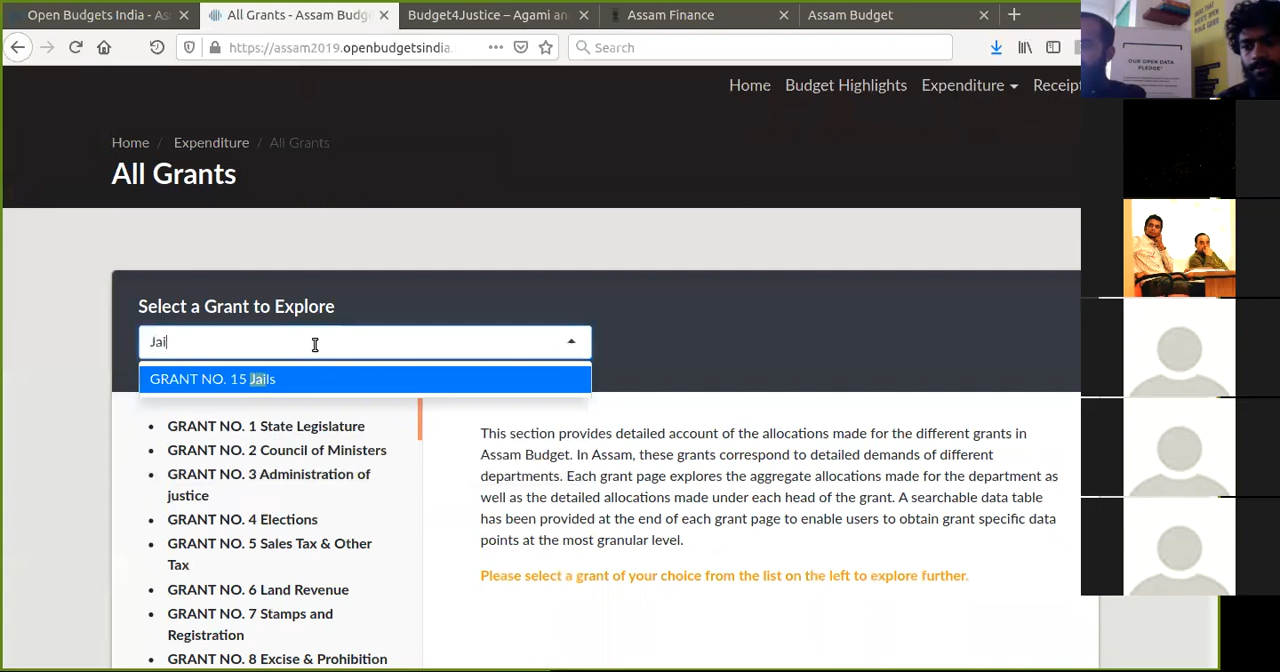 Open Budgets India - As
All Grants - Assam Budg
Budget4Justice – Agami an
Assam Finance
Assam Budget
https://assam2019.openbudgetsindia.
Search
OUR OPEN DATA
PLEDGE*
Home Budget Highlights Expenditure Receipt
Home / Expenditure / All Grants
All Grants
Select a Grant to Explore
Jai
GRANT NO. 15 Jails
• GRANT NO. 1 State Legislature
• GRANT NO. 2 Council of Ministers
• GRANT NO. 3 Administration of
justice
• GRANT NO. 4 Elections
• GRANT NO. 5 Sales Tax & Other
Tax
• GRANT NO. 6 Land Revenue
• GRANT NO. 7 Stamps and
Registration
• GRANT NO. 8 Excise & Prohibition
This section provides detailed account of the allocations made for the different grants in
Assam Budget. In Assam, these grants correspond to detailed demands of different
departments. Each grant page explores the aggregate allocations made for the department as
well as the detailed allocations made under each head of the grant. A searchable data table
has been provided at the end of each grant page to enable users to obtain grant specific data
points at the most granular level.
Please select a grant of your choice from the list on the left to explore further.